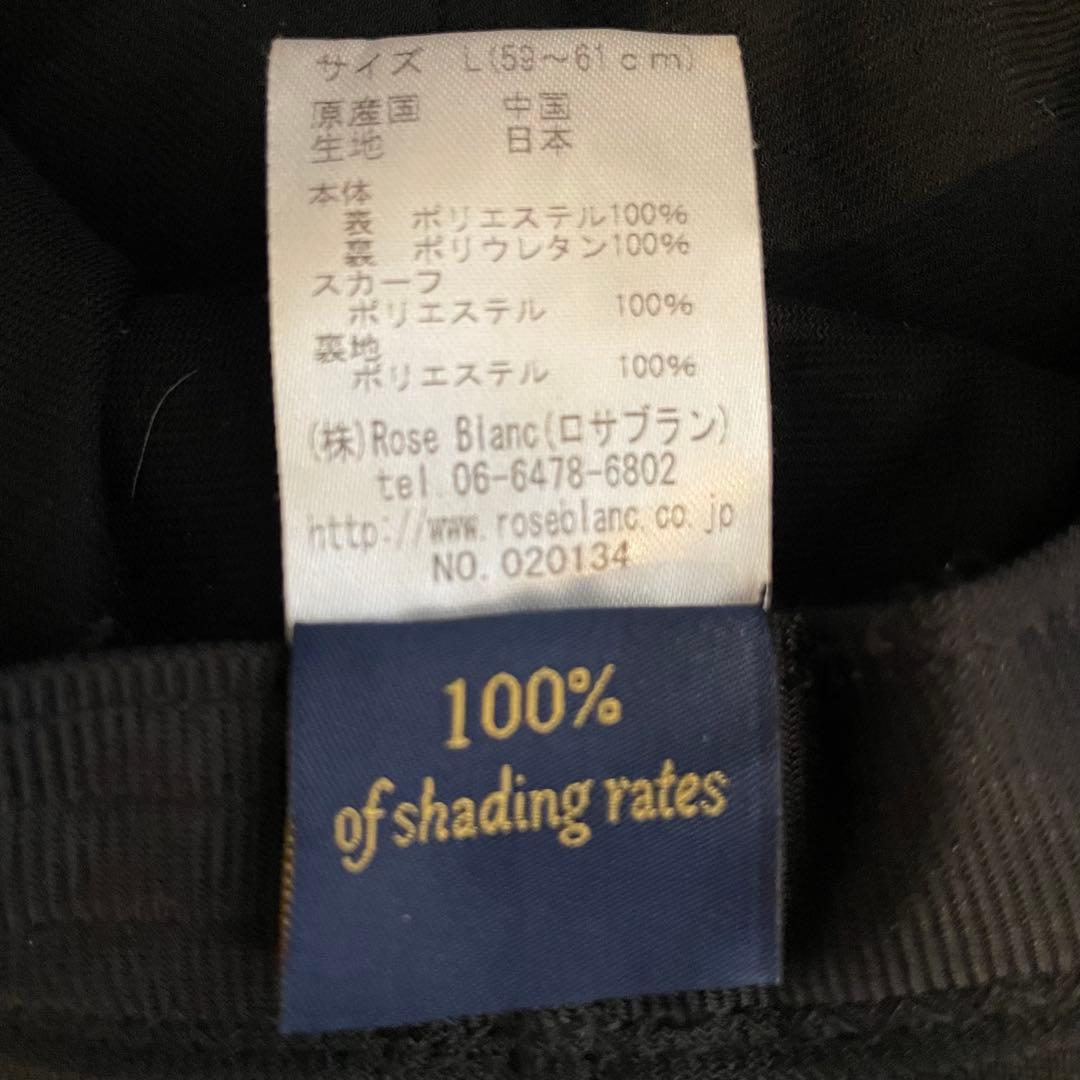 サイズ L(59～61cm)
原産国 中国
生地 日本
本体
表 ポリエステル100%
裏 ポリウレタン100%
スカーフ
ポリエステル 100%
裏地
ポリエステル 100%
(株)Rose Blanc(ロサブラン)
tel.06-6478-6802
http://www.roseblanc.co.jp
NO.020134
100%
of shading rates